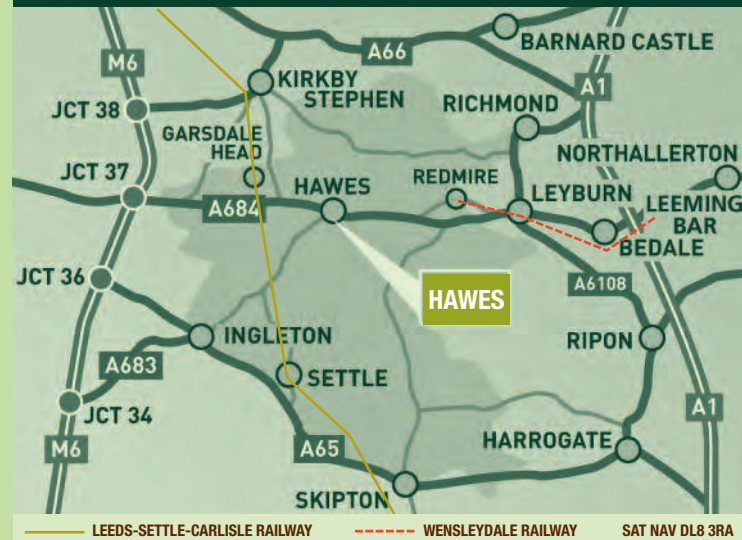 A66
BARNARD CASTLE
M6
A1
KIRKBY
STEPHEN
RICHMOND
JCT 38
GARSDALE
HEAD
NORTHALLERTON
JCT 37
HAWES
REDMIRE
LEYBURN
LEEMING
BAR
A684
BEDALE
JCT 36
HAWES
A6108
INGLETON
RIPON
A683
SETTLE
JCT 34
A1
M6
A65
HARROGATE
SKIPTON
LEEDS-SETTLE-CARLISLE RAILWAY
WENSLEYDALE RAILWAY
SAT NAV DL8 3RA